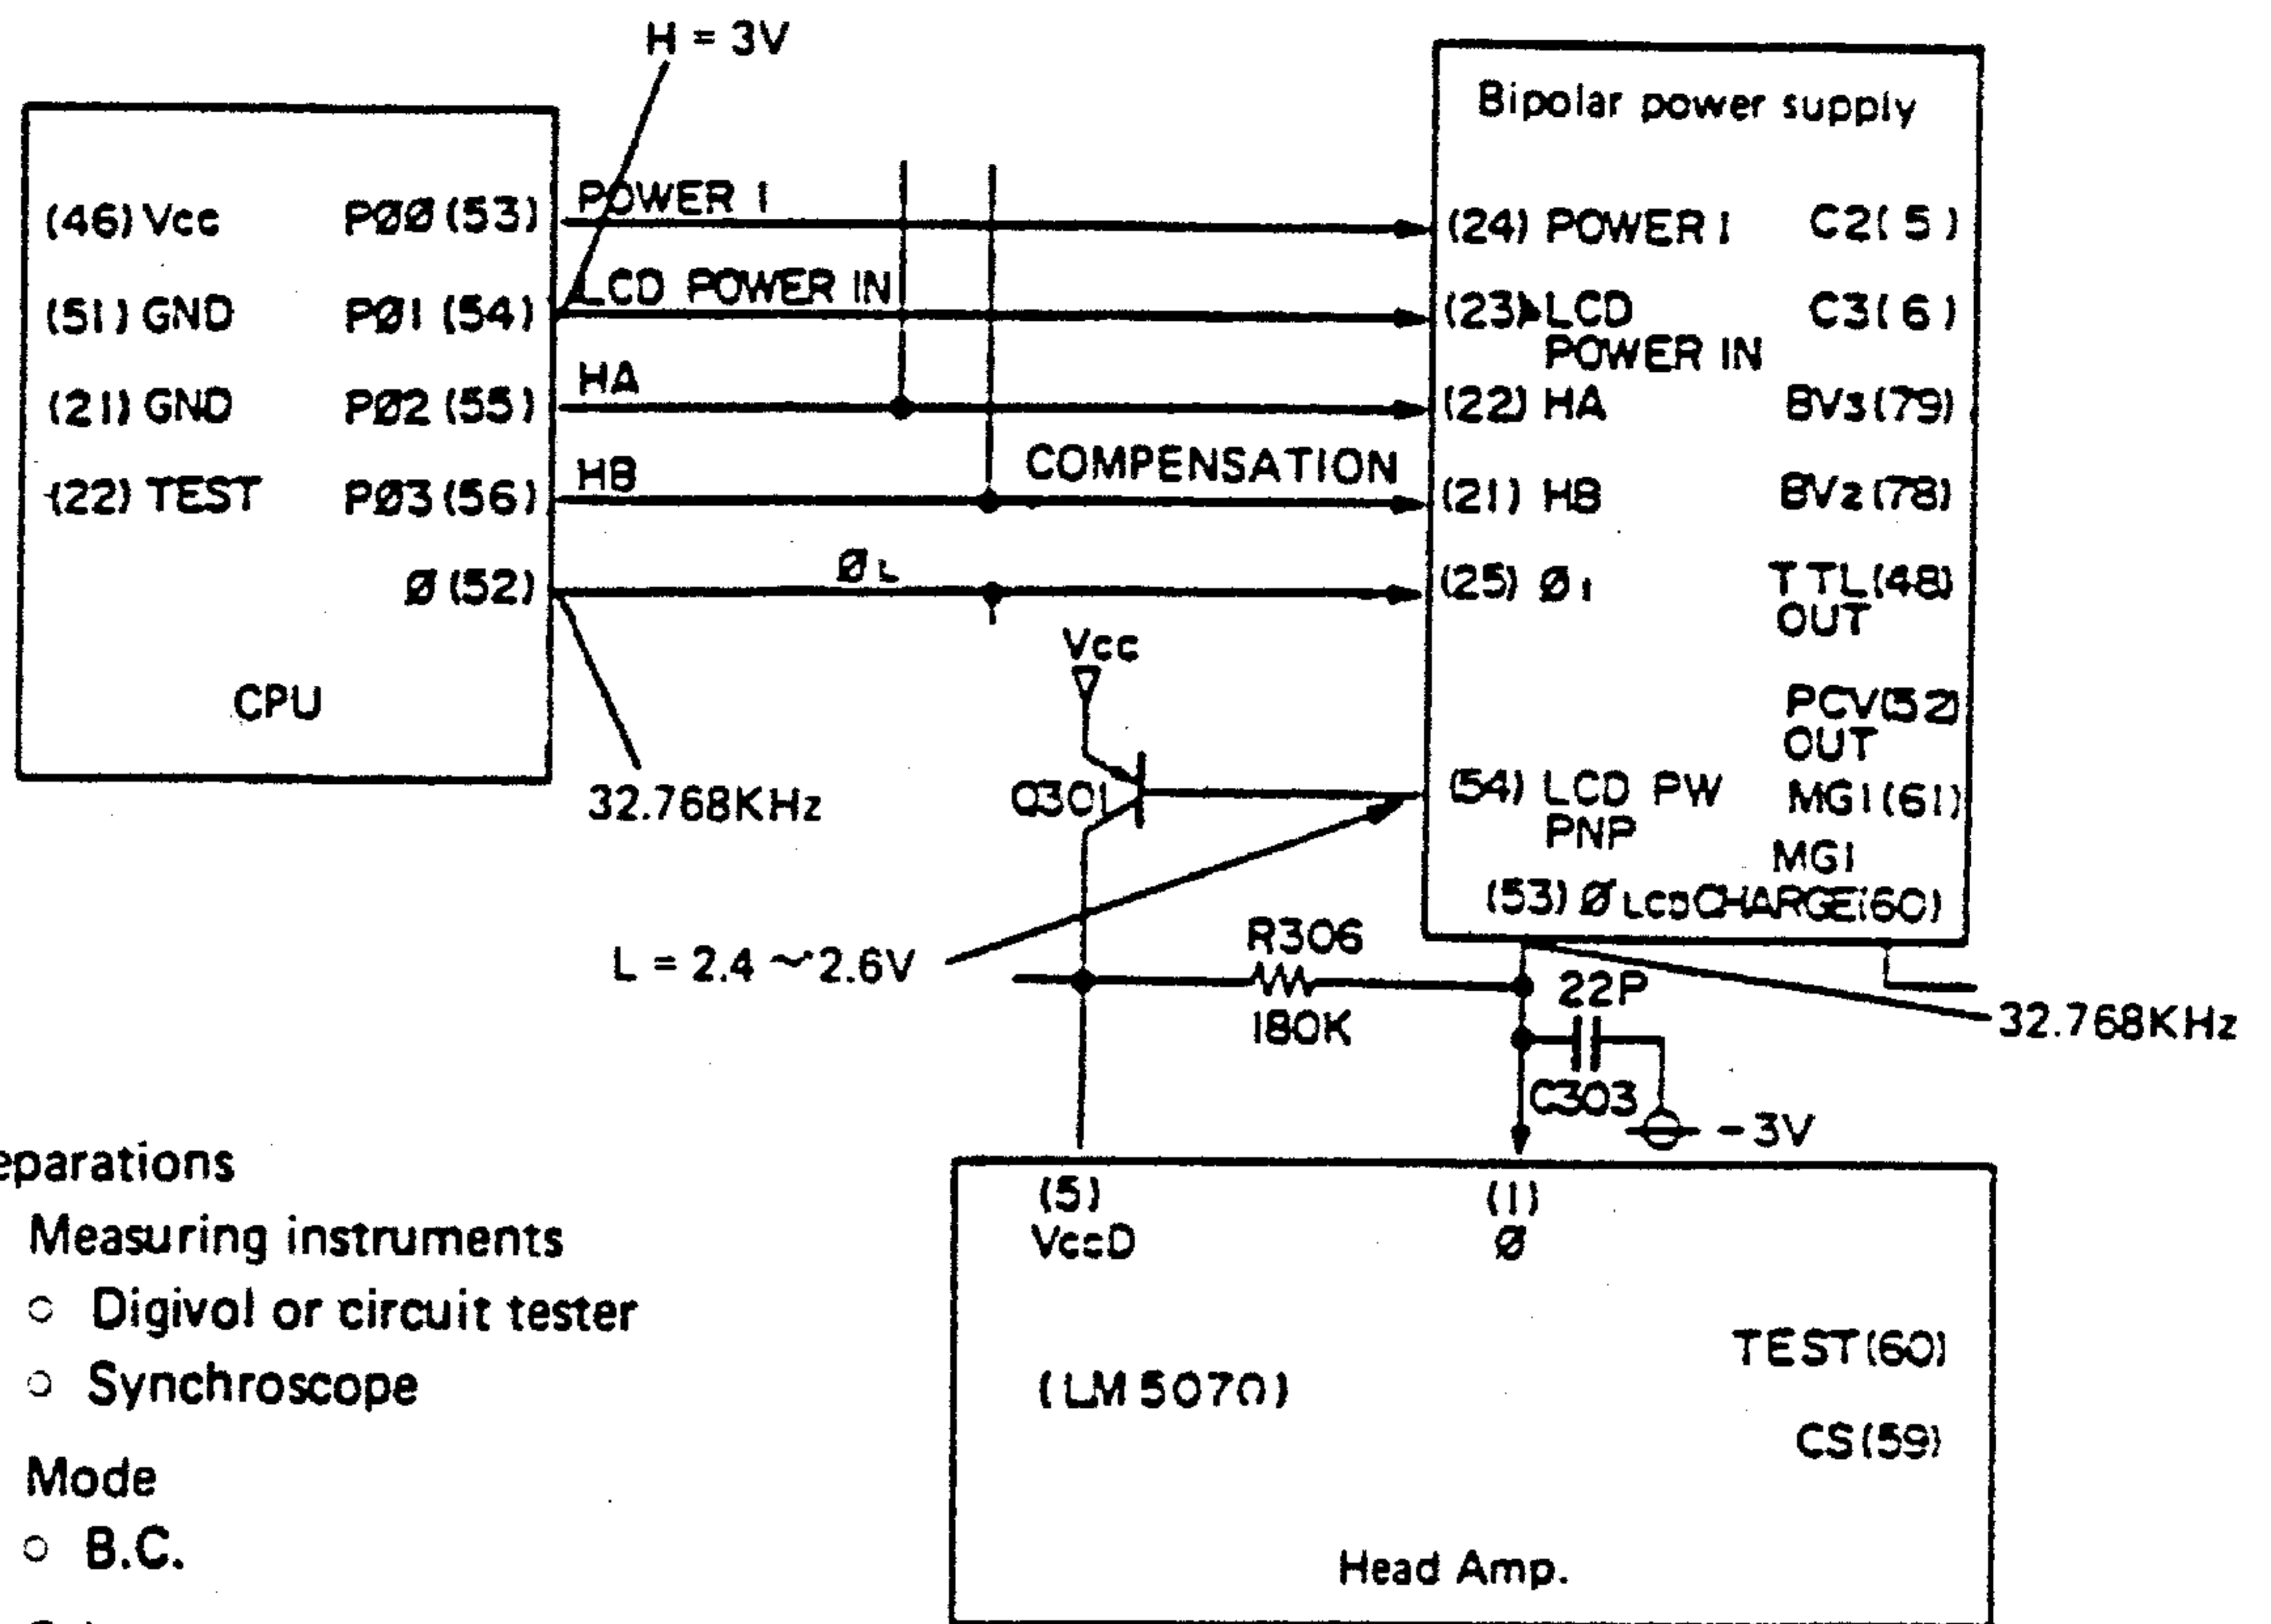 H = 3V
Bipolar power supply
(46) Vcc PØØ (53) POWER I (24) POWER I C2( 5 )
(51) GND PØ1 (54) LCD POWER IN (23) LCD POWER IN C3( 6 )
(21) GND PØ2 (55) HA (22) HA BV3 (79)
(22) TEST PØ3 (56) HB COMPENSATION (21) HB BV2 (78)
Ø (52) ØL (25) Ø1 TTL (48) OUT
CPU
Vcc
PCV(52) OUT
32.768KHz
Q301
(54) LCD PW PNP MG1 (61)
MG1
(53) ØLCD CHARGE(60)
L = 2.4 ~ 2.6V
R306
180K
22P
32.768KHz
C303
-3V
eparations
Measuring instruments
○ Digivol or circuit tester
○ Synchroscope
Mode
○ B.C.
(5) VccD
(1) Ø
TEST(60)
(LM 5070)
CS (59)
Head Amp.